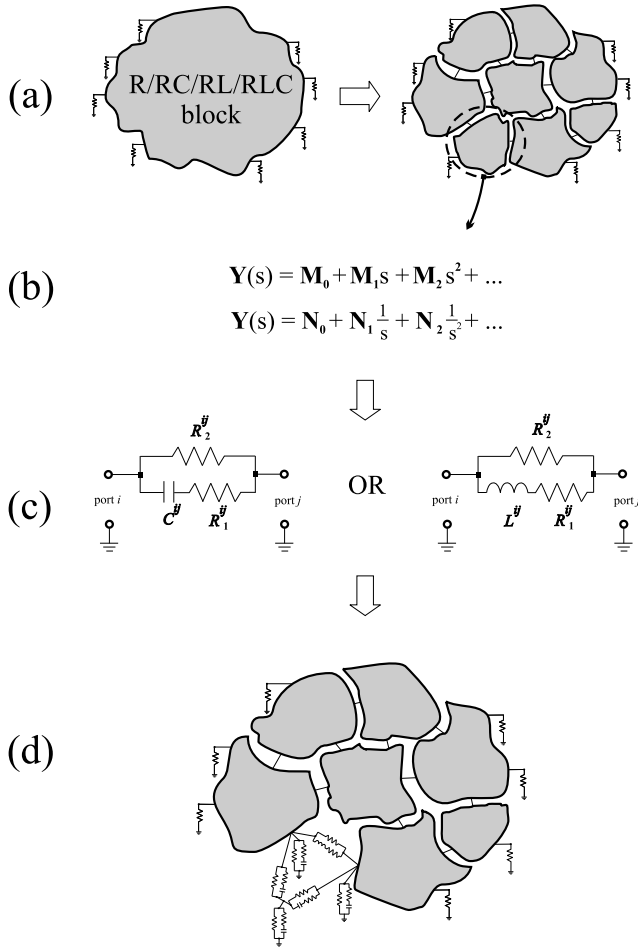 (a)
R/RC/RL/RLC
block
(b)
Y(s) = M₀ + M₁s + M₂s² + ...
Y(s) = N₀ + N₁ 1/s + N₂ 1/s² + ...
(c)
R₂ⁱʲ
port i
port j
Cⁱʲ
R₁ⁱʲ
OR
R₂ⁱʲ
port i
port
Lⁱʲ
R₁ⁱʲ
(d)